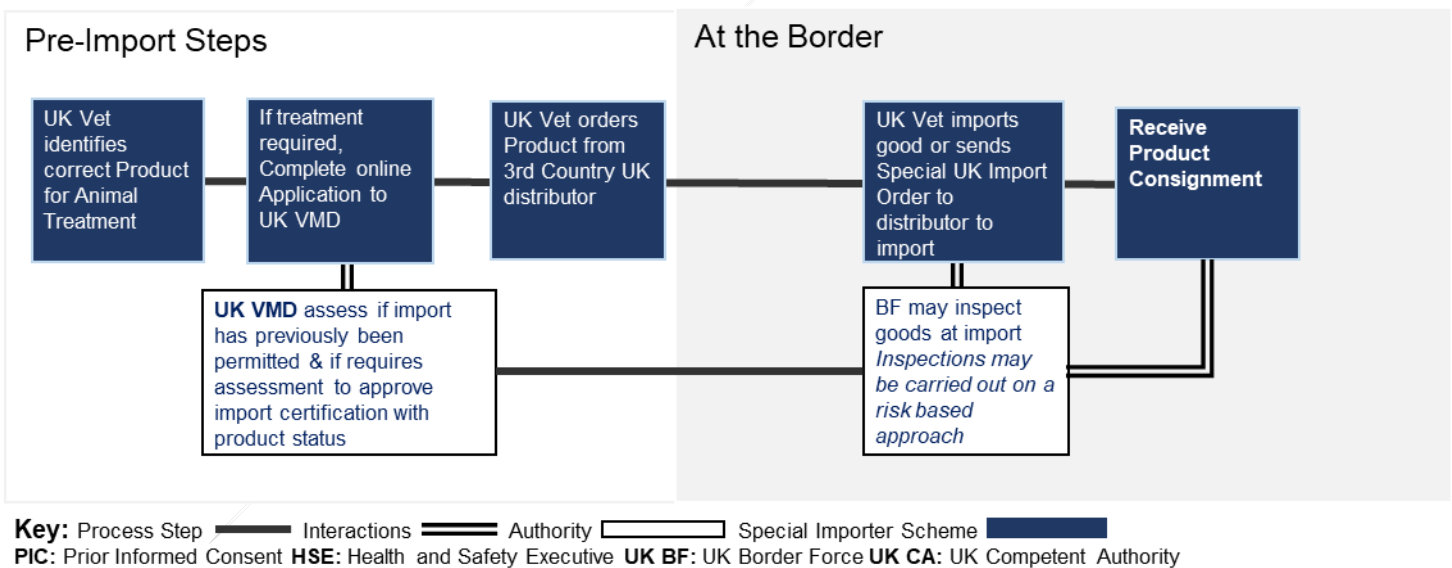 Pre-Import Steps
At the Border
UK Vet
identifies
correct Product
for Animal
Treatment
If treatment
required,
Complete online
Application to
UK VMD
UK Vet orders
Product from
3rd Country UK
distributor
UK Vet imports
good or sends
Special UK Import
Order to
distributor to
import
Receive
Product
Consignment
UK VMD assess if import
has previously been
permitted & if requires
assessment to approve
import certification with
product status
BF may inspect
goods at import
Inspections may
be carried out on a
risk based
approach
Key: Process Step Interactions Authority Special Importer Scheme
PIC: Prior Informed Consent HSE: Health and Safety Executive UK BF: UK Border Force UK CA: UK Competent Authority